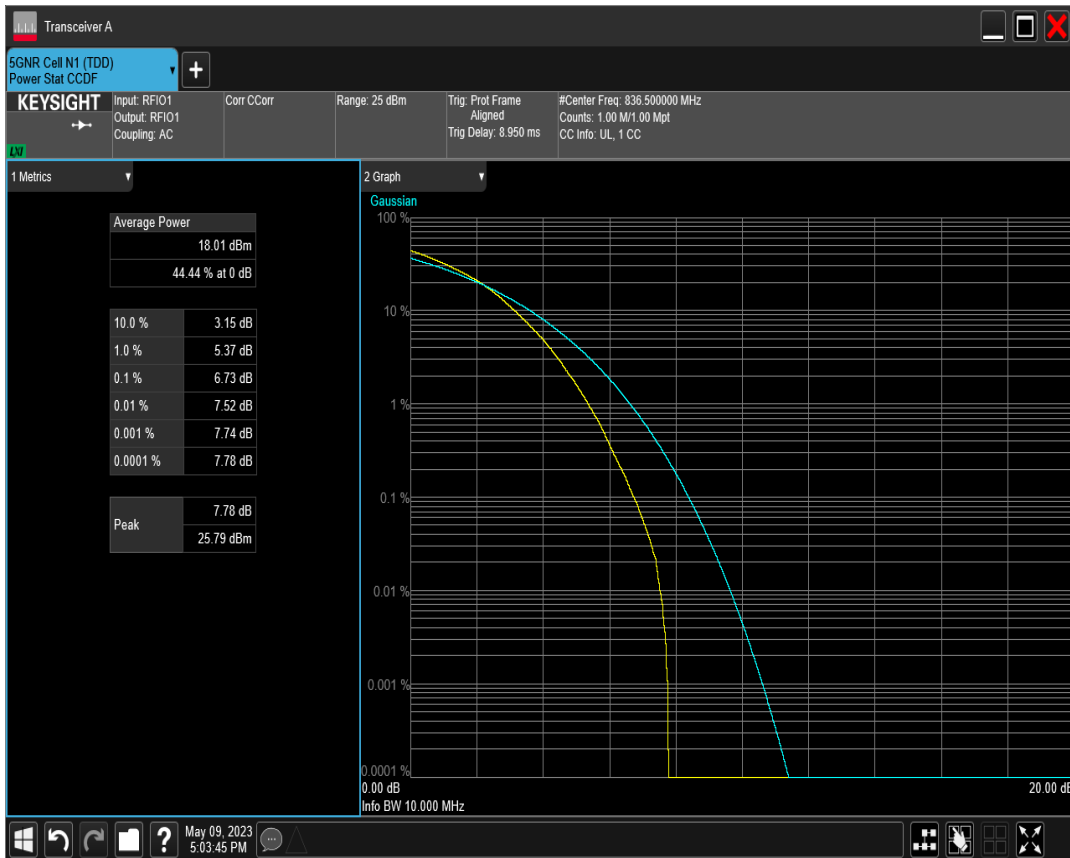 Transceiver A
5GNR Cell N1 (TDD)
Power Stat CCDF
KEYSIGHT
LXI
Input: RFIO1
Output: RFIO1
Coupling: AC
Corr CCorr
Range: 25 dBm
Trig: Prot Frame
Aligned
Trig Delay: 8.950 ms
#Center Freq: 836.500000 MHz
Counts: 1.00 M/1.00 Mpt
CC Info: UL, 1 CC
1 Metrics
Average Power
18.01 dBm
44.44 % at 0 dB
10.0 % 3.15 dB
1.0 % 5.37 dB
0.1 % 6.73 dB
0.01 % 7.52 dB
0.001 % 7.74 dB
0.0001 % 7.78 dB
Peak
7.78 dB
25.79 dBm
2 Graph
Gaussian
100 %
10 %
1 %
0.1 %
0.01 %
0.001 %
0.0001 %
0.00 dB 20.00 dB
Info BW 10.000 MHz
May 09, 2023
5:03:45 PM